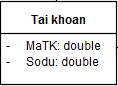 Tai khoan
- MaTK: double
- Sodu: double